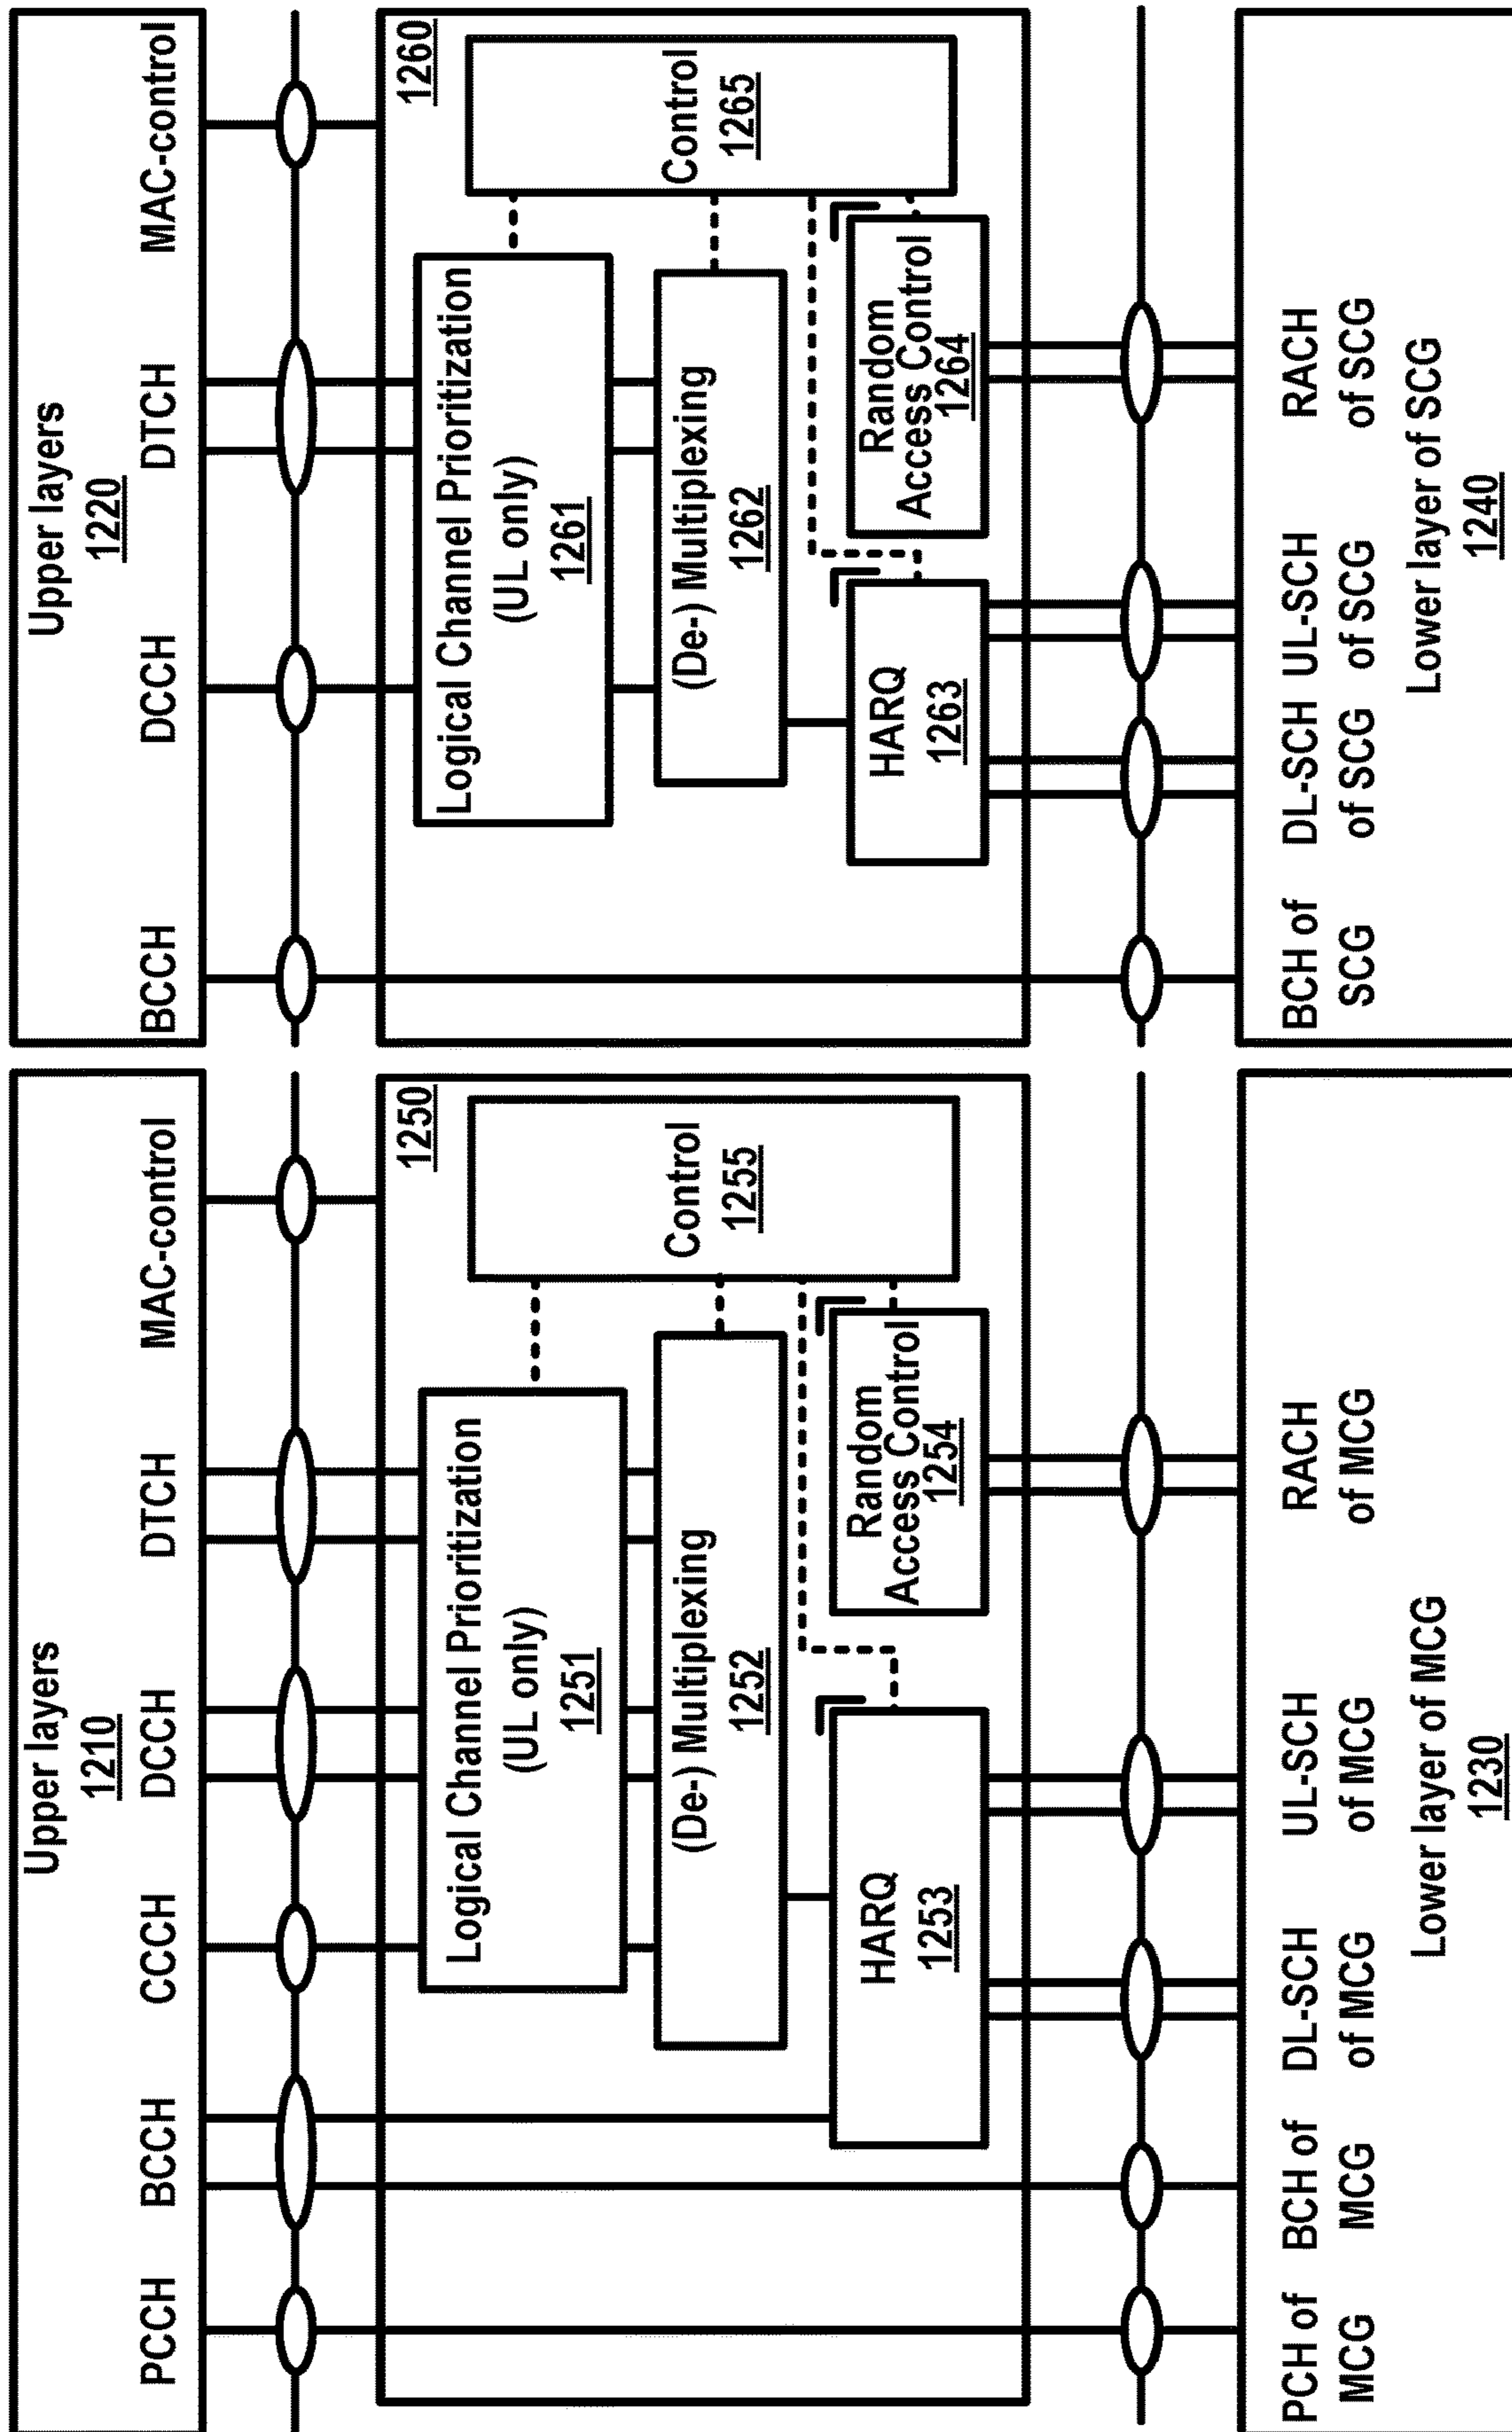 Upper layers
1210
PCCH
BCCH
CCCH
DCCH
DTCH
MAC-control
1250
Logical Channel Prioritization
(UL only)
1251
(De-) Multiplexing
1252
HARQ
1253
Random
Access Control
1254
Control
1255
PCH of
MCG
BCH of
MCG
DL-SCH
of MCG
UL-SCH
of MCG
RACH
of MCG
Lower layer of MCG
1230
Upper layers
1220
BCCH
DCCH
DTCH
MAC-control
1260
Logical Channel Prioritization
(UL only)
1261
(De-) Multiplexing
1262
HARQ
1263
Random
Access Control
1264
Control
1265
BCH of
SCG
DL-SCH
of SCG
UL-SCH
of SCG
RACH
of SCG
Lower layer of SCG
1240